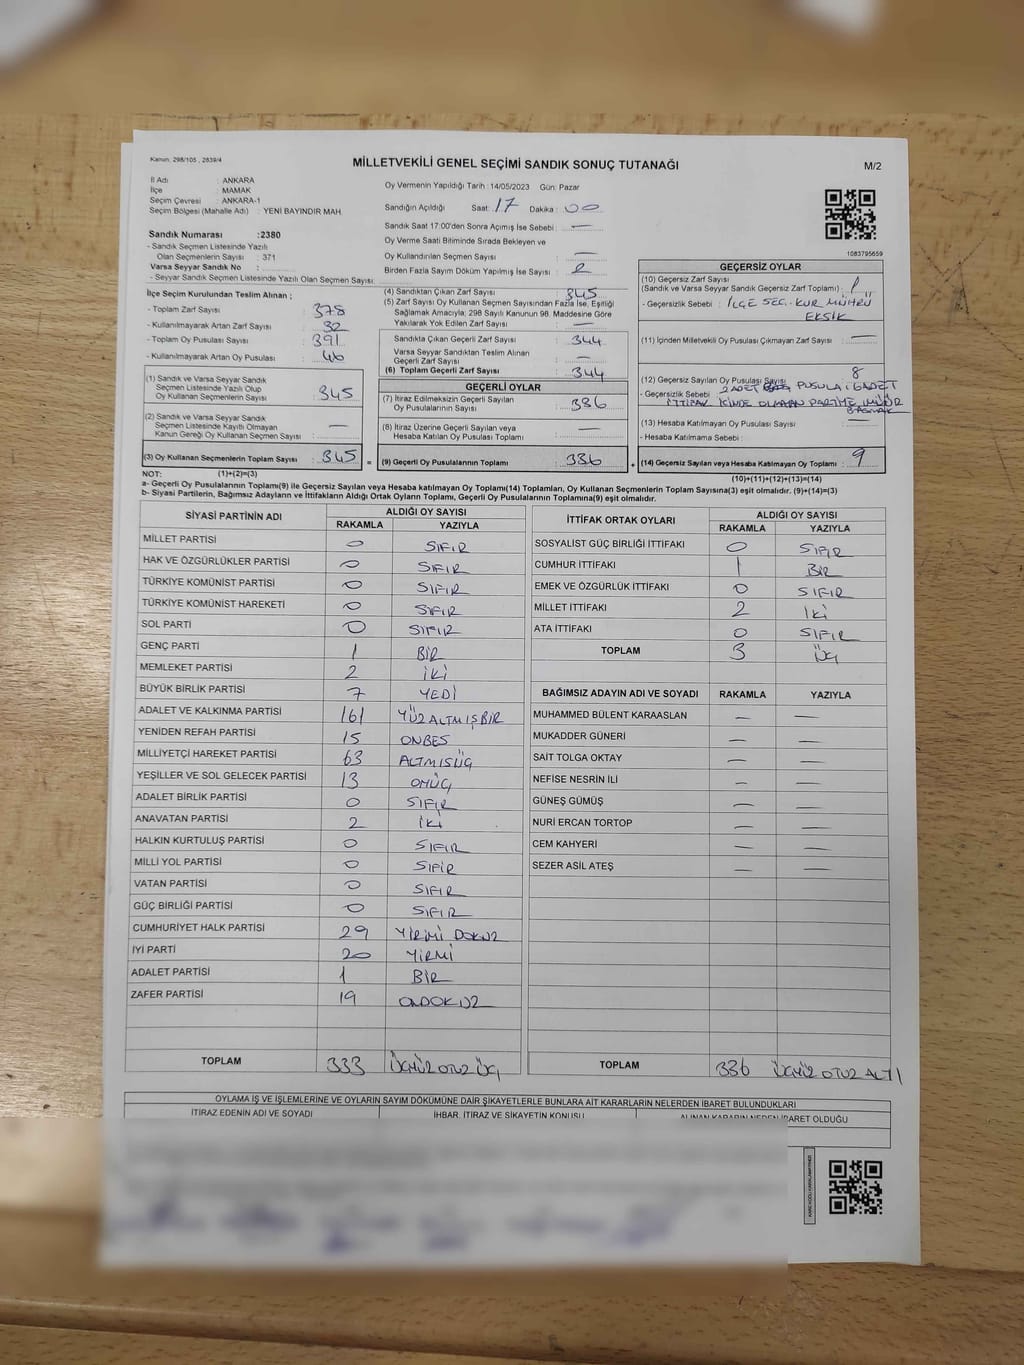 Kanun, 298/105 , 2839/4
MİLLETVEKİLİ GENEL SEÇİMİ SANDIK SONUÇ TUTANAĞI
M/2
İl Adı : ANKARA
İlçe : MAMAK
Seçim Çevresi : ANKARA-1
Seçim Bölgesi (Mahalle Adı) : YENİ BAYINDIR MAH.
Sandık Numarası : 2380
- Sandık Seçmen Listesinde Yazılı
Olan Seçmenlerin Sayısı : 371
Varsa Seyyar Sandık No :
- Seyyar Sandık Listesinde Yazılı Olan Seçmen Sayısı:
İlçe Seçim Kurulundan Teslim Alınan ;
- Toplam Zarf Sayısı : 378
- Kullanılmayarak Artan Zarf Sayısı : 32
- Toplam Oy Pusulası : 391
- Kullanılmayarak Artan Oy Pusulası : 46
(1) Sandık ve Varsa Seyyar Sandık
Seçmen Listesinde Yazılı Olup
Oy Kullanan Seçmenlerin Sayısı : 345
(2) Sandık ve Varsa Seyyar Sandık
Seçmen Listesinde Kayıtlı Olmayan
Kanun Gereği Oy Kullanan Seçmen Sayısı : —
(3) Oy Kullanan Seçmenlerin Toplam Sayısı : 345 =
Oy Vermenin Yapıldığı Tarih : 14/05/2023 Gün: Pazar
Sandığın Açıldığı Saat : 17 Dakika : 00
Sandık Saat 17:00'den Sonra Açımış İse Sebebi : —
Oy Verme Saati Bitiminde Sırada Bekleyen ve
Oy Kullandırılan Seçmen Sayısı : —
Birden Fazla Sayım Döküm Yapılmış İse Sayısı : 2
(4) Sandıktan Çıkan Zarf Sayısı : 345
(5) Zarf Sayısı Oy Kullanan Seçmen Sayısından Fazla İse, Eşitliği
Sağlamak Amacıyla; 298 Sayılı Kanunun 98. Maddesine Göre
Yakılarak Yok Edilen Zarf Sayısı : —
Sandıkta Çıkan Geçerli Zarf Sayısı : 344
Varsa Seyyar Sandıktan Teslim Alınan
Geçerli Zarf Sayısı : —
(6) Toplam Geçerli Zarf Sayısı : 344
GEÇERLİ OYLAR
(7) İtiraz Edilmeksizin Geçerli Sayılan
Oy Pusulalarının Sayısı : 336
(8) İtiraz Üzerine Geçerli Sayılan veya
Hesaba Katılan Oy Pusulası Toplamı : —
(9) Geçerli Oy Pusulalarının Toplamı : 336 +
1083795659
GEÇERSİZ OYLAR
(10) Geçersiz Zarf Sayısı
(Sandık ve Varsa Seyyar Sandık Geçersiz Zarf Toplamı) : 1
- Geçersizlik Sebebi : İLÇE SEÇ. KUR MÜHRÜ
EKSİK
(11) İçinden Milletvekili Oy Pusulası Çıkmayan Zarf Sayısı : —
8
(12) Geçersiz Sayılan Oy Pusulası Sayısı :
- Geçersizlik Sebebi : 2 ADET PUSULA
İTTİFAK İÇİNDE OLMAYAN PARTİYE MÜHÜR
BASMAK
(13) Hesaba Katılmayan Oy Pusulası Sayısı : —
- Hesaba Katılmama Sebebi :
(14) Geçersiz Sayılan veya Hesaba Katılmayan Oy Toplamı : 9
NOT: (1)+(2)=(3) (10)+(11)+(12)+(13)=(14)
a- Geçerli Oy Pusulalarının Toplamı(9) ile Geçersiz Sayılan veya Hesaba Katılmayan Oy Toplamı(14) Toplamları, Oy Kullanan Seçmenlerin Toplam Sayısına(3) eşit olmalıdır. (9)+(14)=(3)
b- Siyasi Partilerin, Bağımsız Adayların ve İttifakların Aldığı Ortak Oyların Toplamı, Geçerli Oy Pusulalarının Toplamına(9) eşit olmalıdır.
SİYASİ PARTİNİN ADI ALDIĞI OY SAYISI
RAKAMLA YAZIYLA
MİLLET PARTİSİ 0 SIFIR
HAK VE ÖZGÜRLÜKLER PARTİSİ 0 SIFIR
TÜRKİYE KOMÜNİST PARTİSİ 0 SIFIR
TÜRKİYE KOMÜNİST HAREKETİ 0 SIFIR
SOL PARTİ 0 SIFIR
GENÇ PARTİ 1 BİR
MEMLEKET PARTİSİ 2 İKİ
BÜYÜK BİRLİK PARTİSİ 7 YEDİ
ADALET VE KALKINMA PARTİSİ 161 YÜZALTMIŞBİR
YENİDEN REFAH PARTİSİ 15 ONBES
MİLLİYETÇİ HAREKET PARTİSİ 63 ALTMISÜÇ
YEŞİLLER VE SOL GELECEK PARTİSİ 13 ONÜÇ
ADALET BİRLİK PARTİSİ 0 SIFIR
ANAVATAN PARTİSİ 2 İKİ
HALKIN KURTULUŞ PARTİSİ 0 SIFIR
MİLLİ YOL PARTİSİ 0 SIFIR
VATAN PARTİSİ 0 SIFIR
GÜÇ BİRLİĞİ PARTİSİ 0 SIFIR
CUMHURİYET HALK PARTİSİ 29 YİRMİ DOKUZ
İYİ PARTİ 20 YİRMİ
ADALET PARTİSİ 1 BİR
ZAFER PARTİSİ 19 ONDOKUZ
TOPLAM 333 ÜÇYÜZ OTUZ ÜÇ
İTTİFAK ORTAK OYLARI ALDIĞI OY SAYISI
RAKAMLA YAZIYLA
SOSYALİST GÜÇ BİRLİĞİ İTTİFAKI 0 SIFIR
CUMHUR İTTİFAKI 1 BİR
EMEK VE ÖZGÜRLÜK İTTİFAKI 0 SIFIR
MİLLET İTTİFAKI 2 İKİ
ATA İTTİFAKI 0 SIFIR
TOPLAM 3 ÜÇ
BAĞIMSIZ ADAYIN ADI VE SOYADI RAKAMLA YAZIYLA
MUHAMMED BÜLENT KARAASLAN — —
MUKADDER GÜNERİ — —
SAİT TOLGA OKTAY — —
NEFİSE NESRİN İLİ — —
GÜNEŞ GÜMÜŞ — —
NURİ ERCAN TORTOP — —
CEM KAHYERİ — —
SEZER ASİL ATEŞ — —
TOPLAM 336 ÜÇYÜZ OTUZ ALTI
OYLAMA İŞ VE İŞLEMLERİNE VE OYLARIN SAYIM DÖKÜMÜNE DAİR ŞİKAYETLERLE BUNLARA AİT KARARLARIN NELERDEN İBARET BULUNDUKLARI
İTİRAZ EDENİN ADI VE SOYADI İHBAR, İTİRAZ VE ŞİKAYETİN KONUSU ALINAN KARARIN NEDEN İBARET OLDUĞU